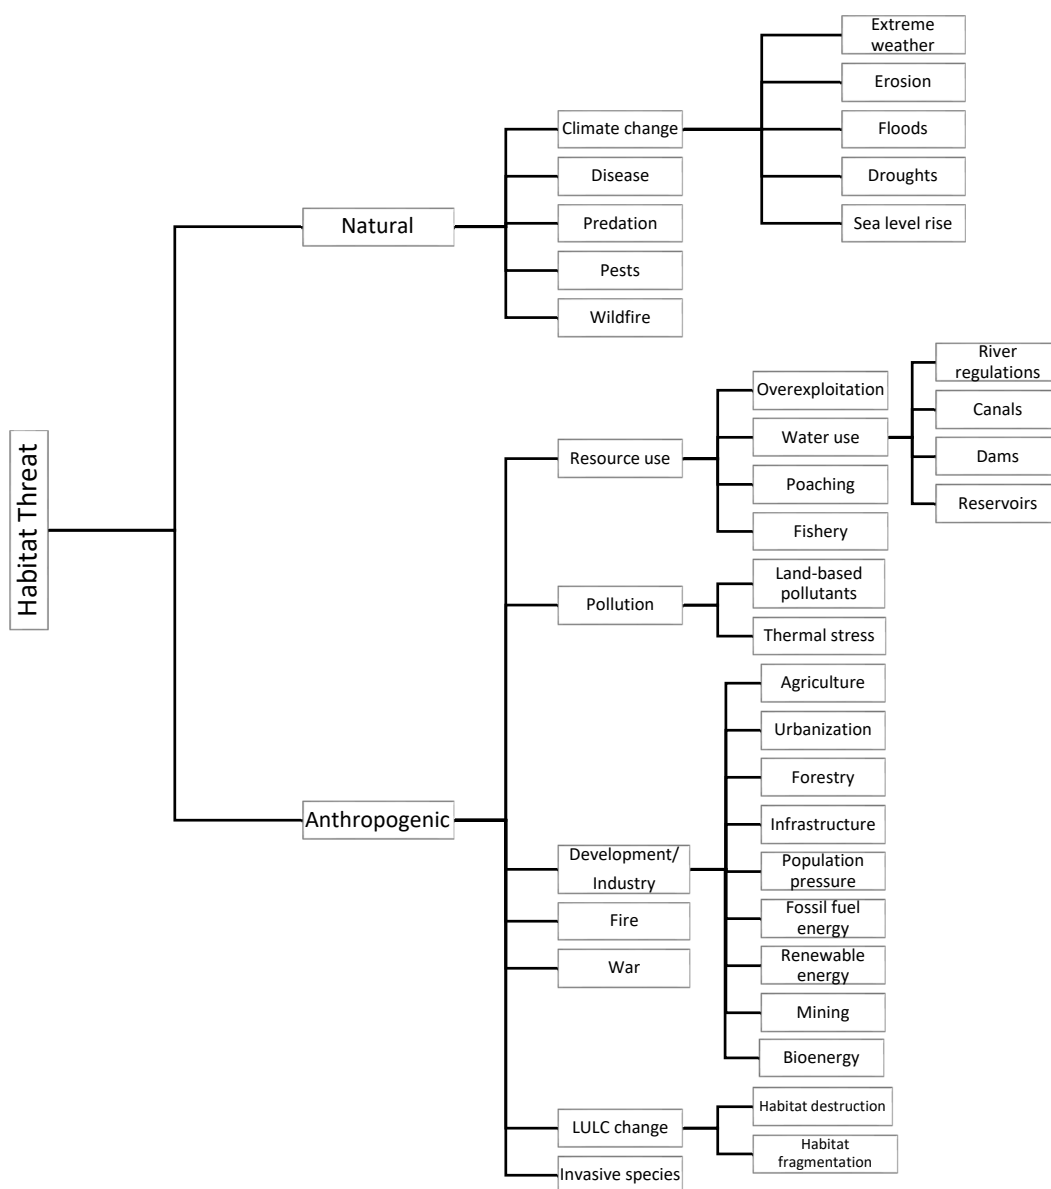 Habitat Threat
Natural
Climate change
Extreme
weather
Erosion
Floods
Droughts
Sea level rise
Disease
Predation
Pests
Wildfire
Anthropogenic
Resource use
Overexploitation
Water use
River
regulations
Canals
Dams
Reservoirs
Poaching
Fishery
Pollution
Land-based
pollutants
Thermal stress
Development/
Industry
Agriculture
Urbanization
Forestry
Infrastructure
Population
pressure
Fossil fuel
energy
Renewable
energy
Mining
Bioenergy
Fire
War
LULC change
Habitat destruction
Habitat
fragmentation
Invasive species